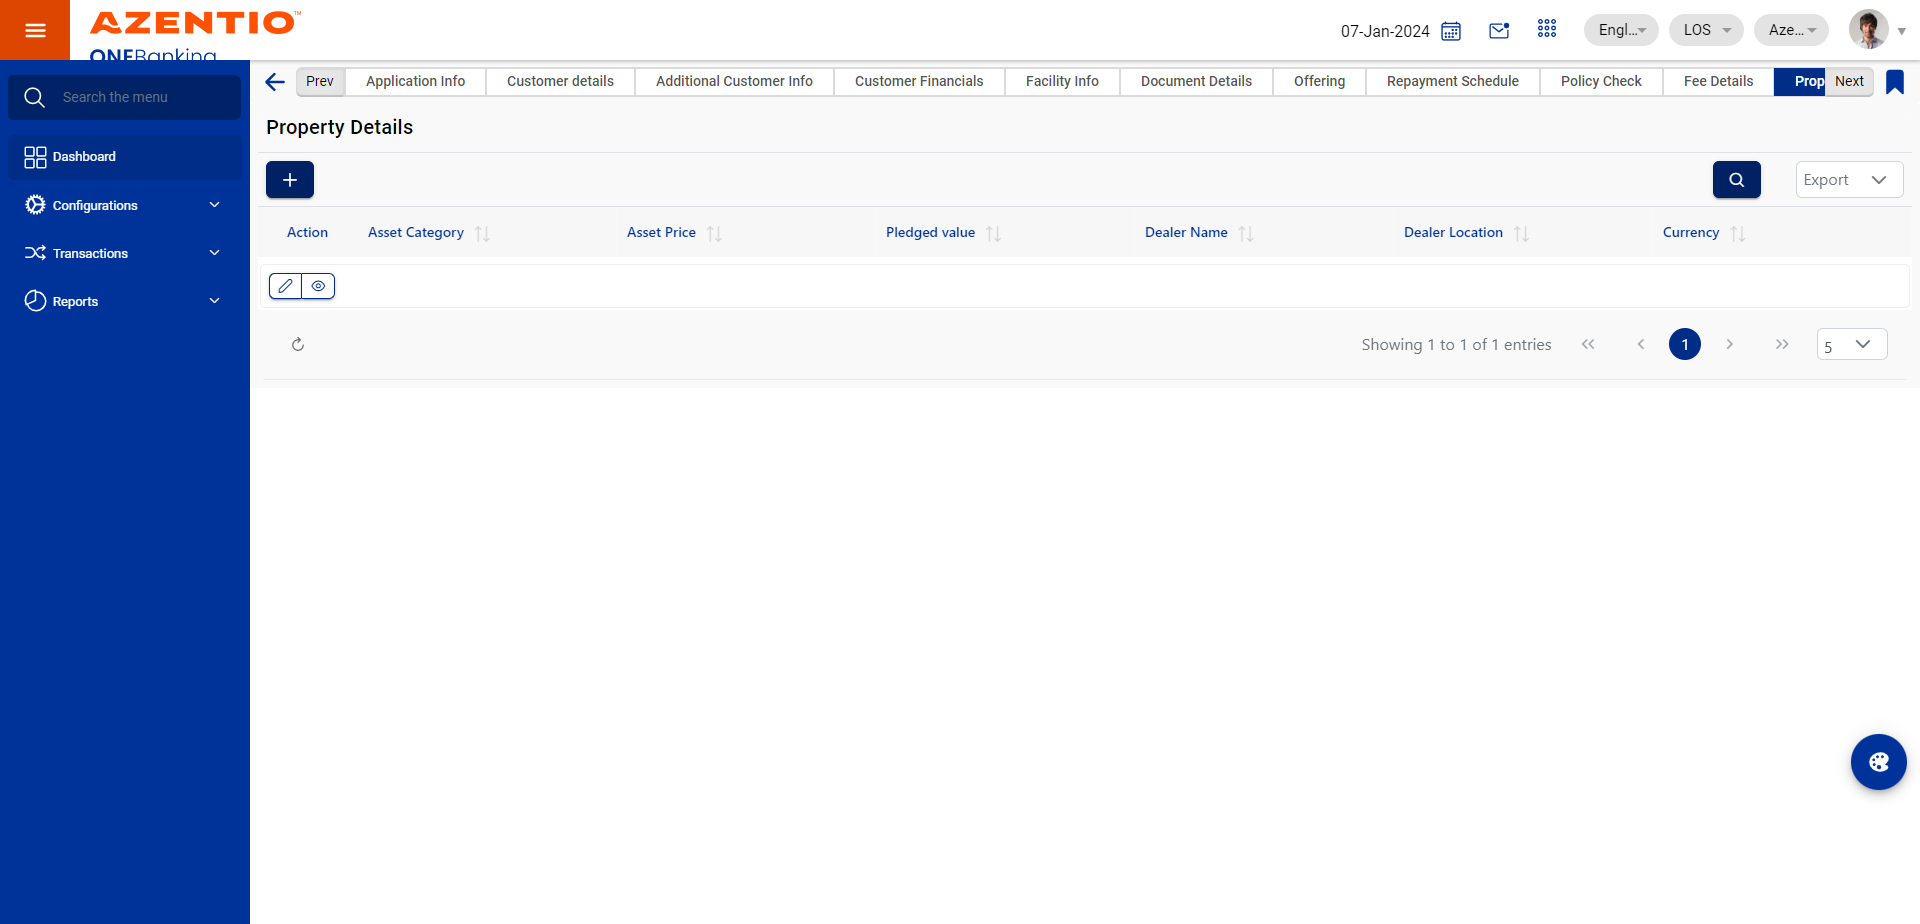 AZENTIO™
ONEBanking
07-Jan-2024
Engl...
LOS
Aze...
Search the menu
Dashboard
Configurations
Transactions
Reports
Prev
Application Info
Customer details
Additional Customer Info
Customer Financials
Facility Info
Document Details
Offering
Repayment Schedule
Policy Check
Fee Details
Prop
Next
Property Details
+
Export
Action
Asset Category
Asset Price
Pledged value
Dealer Name
Dealer Location
Currency
Showing 1 to 1 of 1 entries
1
5